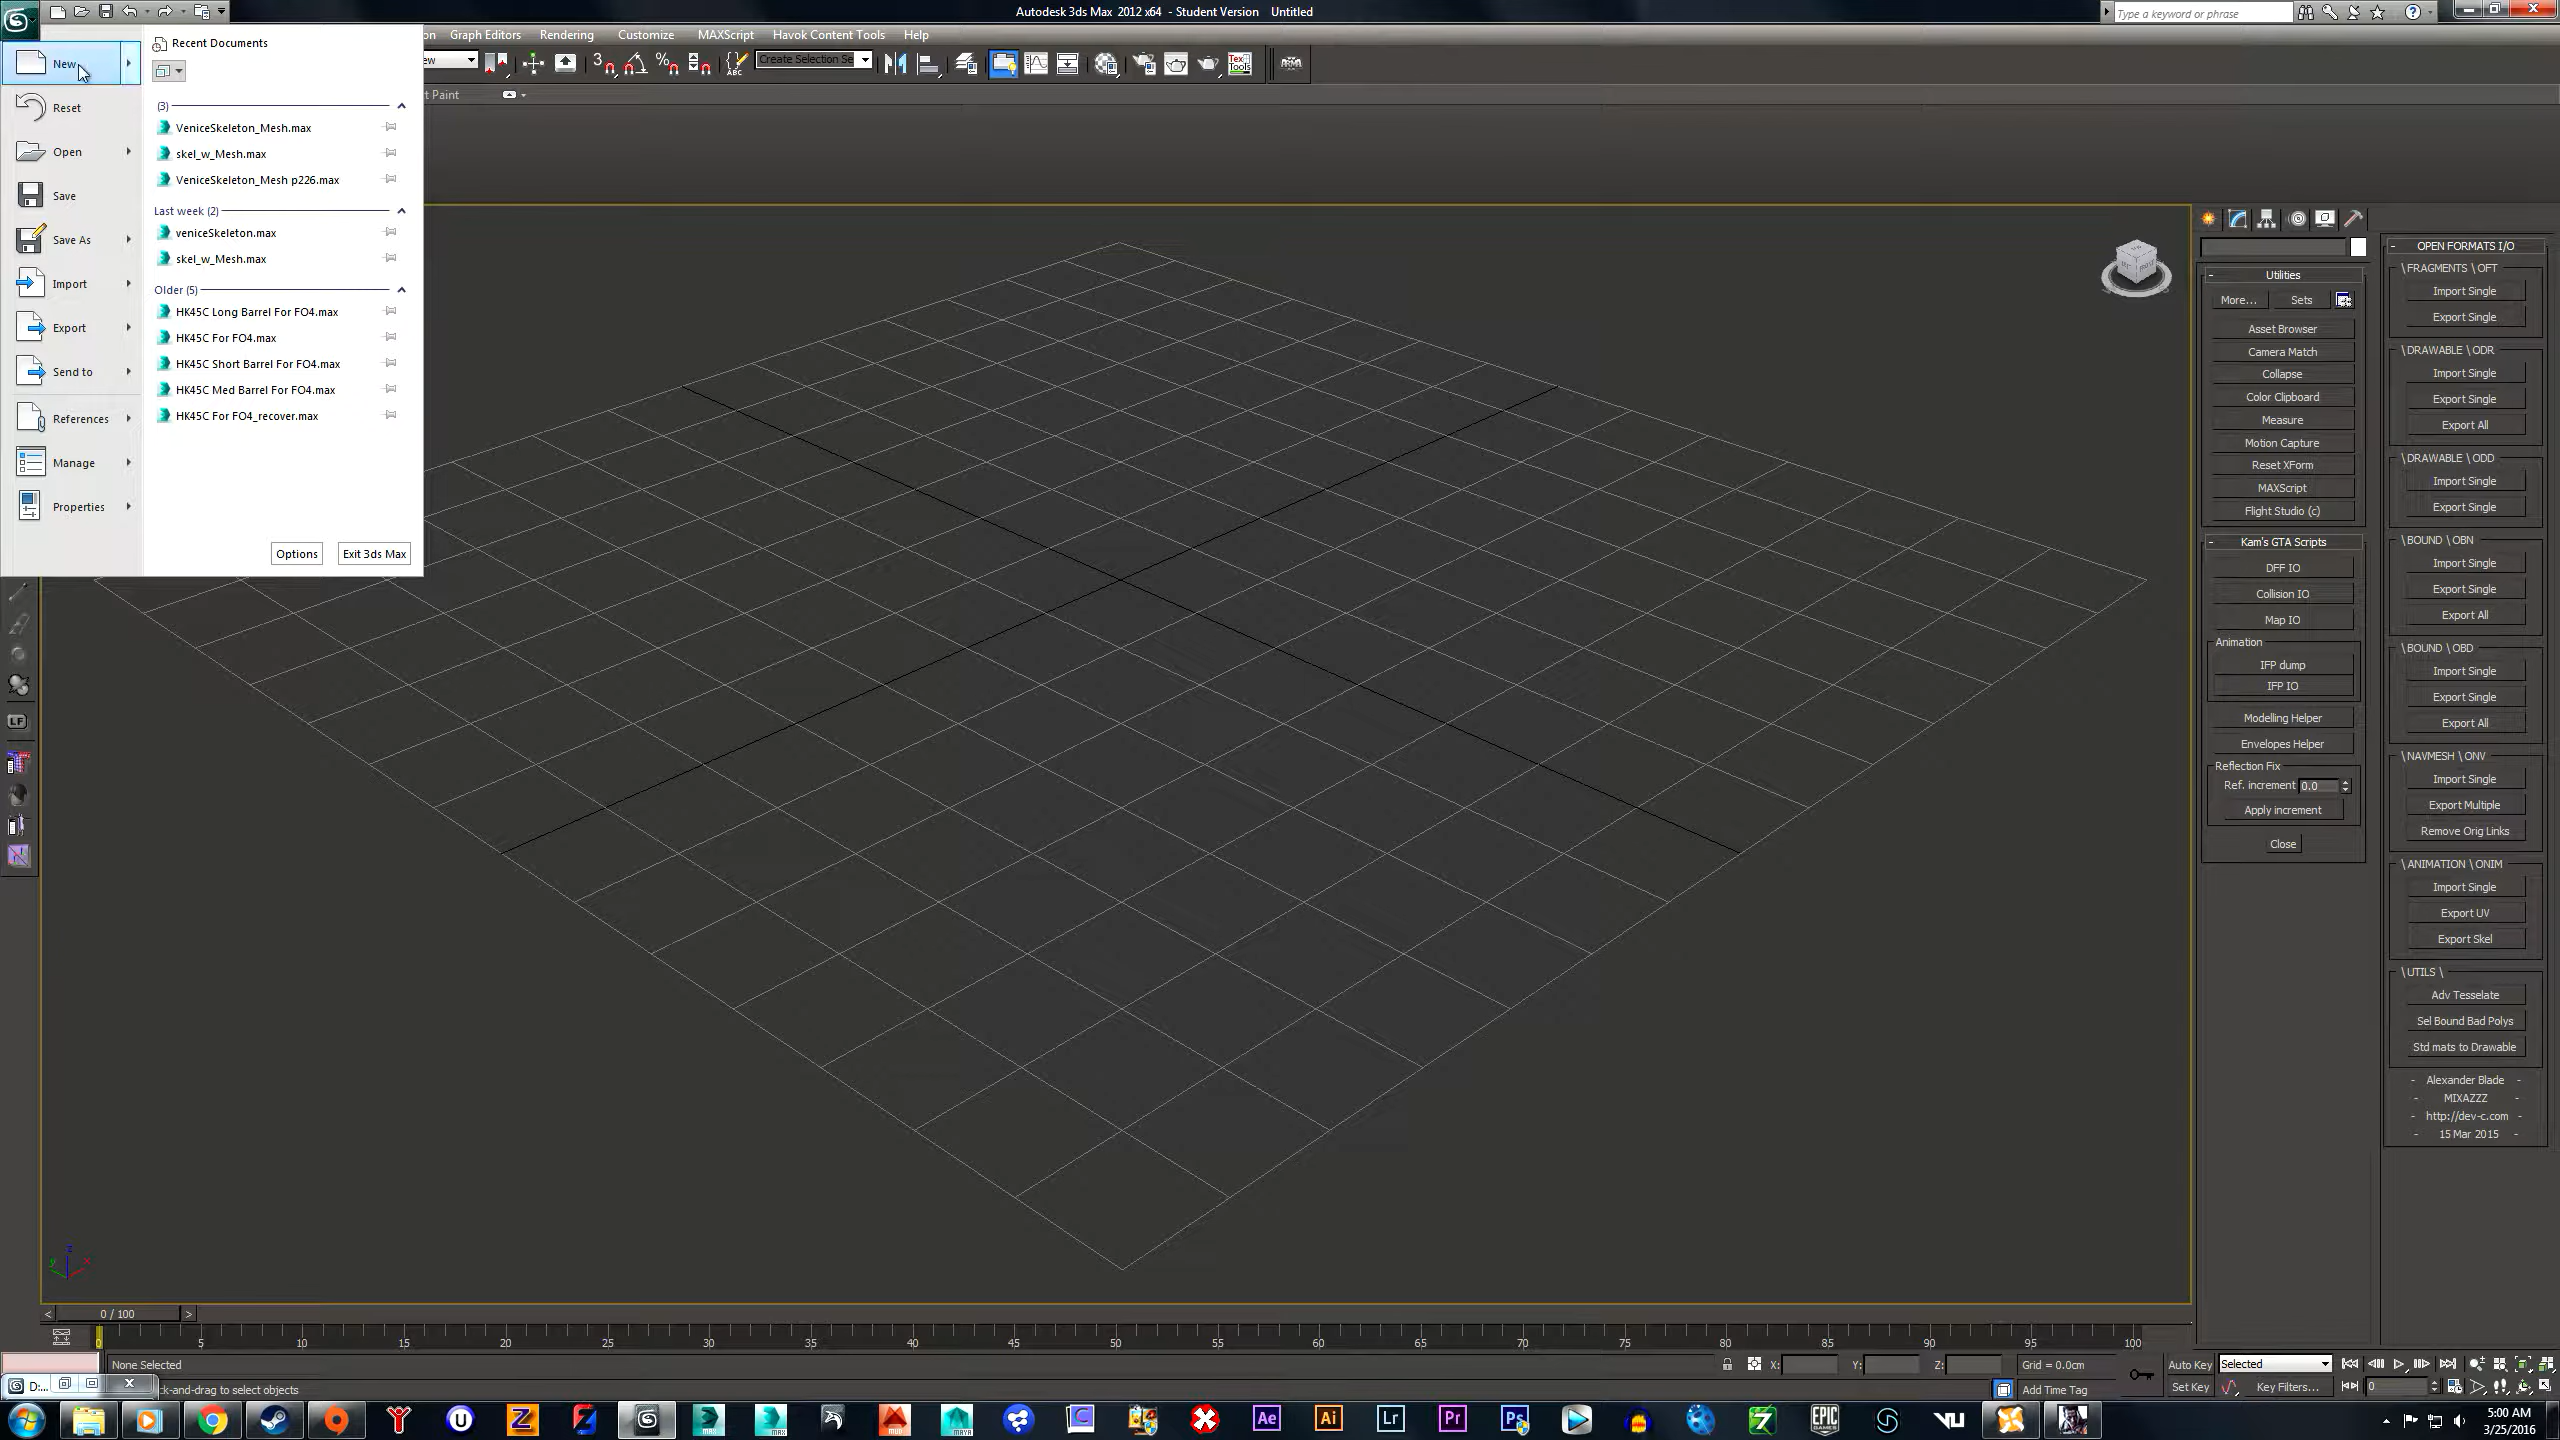 Autodesk 3ds Max 2012 x64 - Student Version Untitled
Type a keyword or phrase
Graph Editors Rendering Customize MAXScript Havok Content Tools Help
Create Selection Se
New
Reset
Open
Save
Save As
Import
Export
Send to
References
Manage
Properties
Recent Documents
(3)
VeniceSkeleton_Mesh.max
skel_w_Mesh.max
VeniceSkeleton_Mesh p226.max
Last week (2)
veniceSkeleton.max
skel_w_Mesh.max
Older (5)
HK45C Long Barrel For FO4.max
HK45C For FO4.max
HK45C Short Barrel For FO4.max
HK45C Med Barrel For FO4.max
HK45C For FO4_recover.max
Options Exit 3ds Max
t Paint
Utilities
More... Sets
Asset Browser
Camera Match
Collapse
Color Clipboard
Measure
Motion Capture
Reset XForm
MAXScript
Flight Studio (c)
Kam's GTA Scripts
DFF IO
Collision IO
Map IO
Animation
IFP dump
IFP IO
Modelling Helper
Envelopes Helper
Reflection Fix
Ref. increment 0.0
Apply increment
Close
OPEN FORMATS I/O
\FRAGMENTS \OFT
Import Single
Export Single
\DRAWABLE \ODR
Import Single
Export Single
Export All
\DRAWABLE \ODD
Import Single
Export Single
\BOUND \OBN
Import Single
Export Single
Export All
\BOUND \OBD
Import Single
Export Single
Export All
\NAVMESH \ONV
Import Single
Export Multiple
Remove Orig Links
\ANIMATION \ONIM
Import Single
Export UV
Export Skel
\UTILS \
Adv Tesselate
Sel Bound Bad Polys
Std mats to Drawable
- Alexander Blade -
- MIXAZZZ -
- http://dev-c.com -
- 15 Mar 2015 -
z
y x
< 0 / 100 >
0 5 10 15 20 25 30 35 40 45 50 55 60 65 70 75 80 85 90 95 100
None Selected X: Y: Z: Grid = 0.0cm Auto Key Selected
D:... ck-and-drag to select objects Add Time Tag Set Key Key Filters... 0
Ae Ai Lr Pr Ps
5:00 AM
3/25/2016